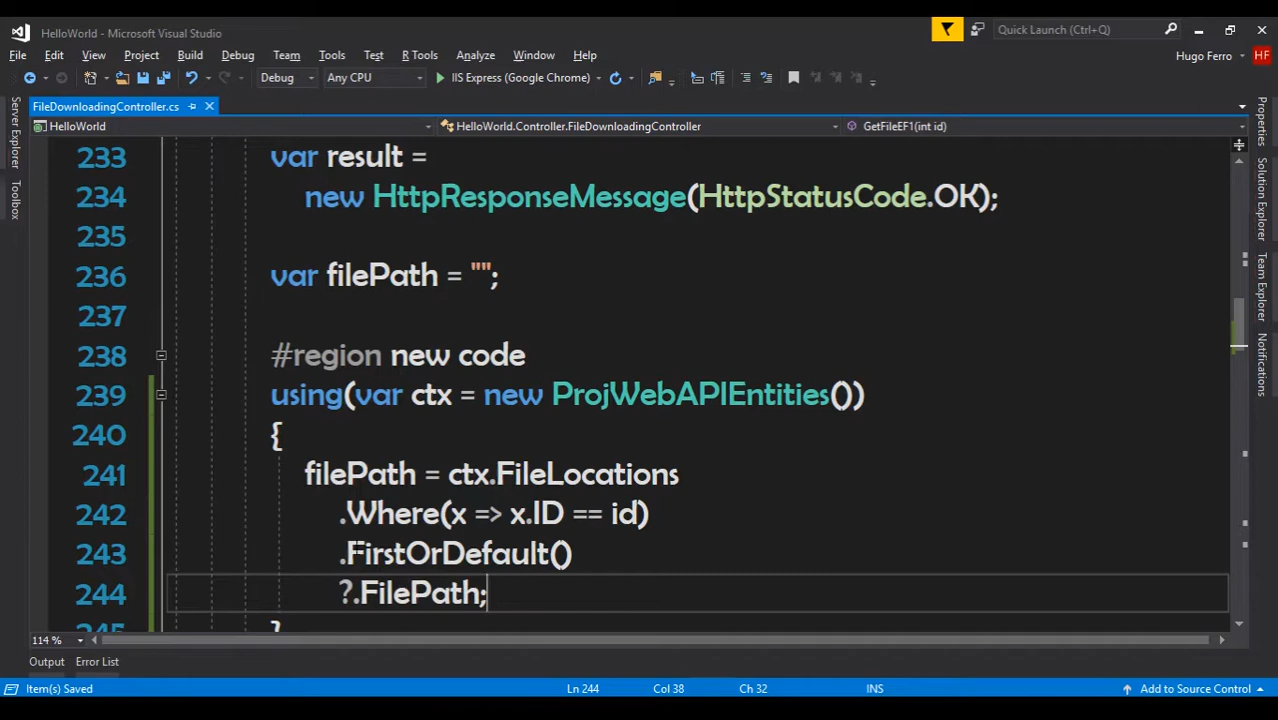 HelloWorld - Microsoft Visual Studio
Quick Launch (Ctrl+Q)
File Edit View Project Build Debug Team Tools Test R Tools Analyze Window Help
Hugo Ferro HF
Debug Any CPU IIS Express (Google Chrome)
FileDownloadingController.cs
HelloWorld HelloWorld.Controller.FileDownloadingController GetFileEF1(int id)
Server Explorer
Toolbox
Properties
Solution Explorer
Team Explorer
Notifications
233 var result =
234 new HttpResponseMessage(HttpStatusCode.OK);
235
236 var filePath = "";
237
238 #region new code
239 using(var ctx = new ProjWebAPIEntities())
240 {
241 filePath = ctx.FileLocations
242 .Where(x => x.ID == id)
243 .FirstOrDefault()
244 ?.FilePath;
245 }
114 %
Output Error List
Item(s) Saved Ln 244 Col 38 Ch 32 INS Add to Source Control